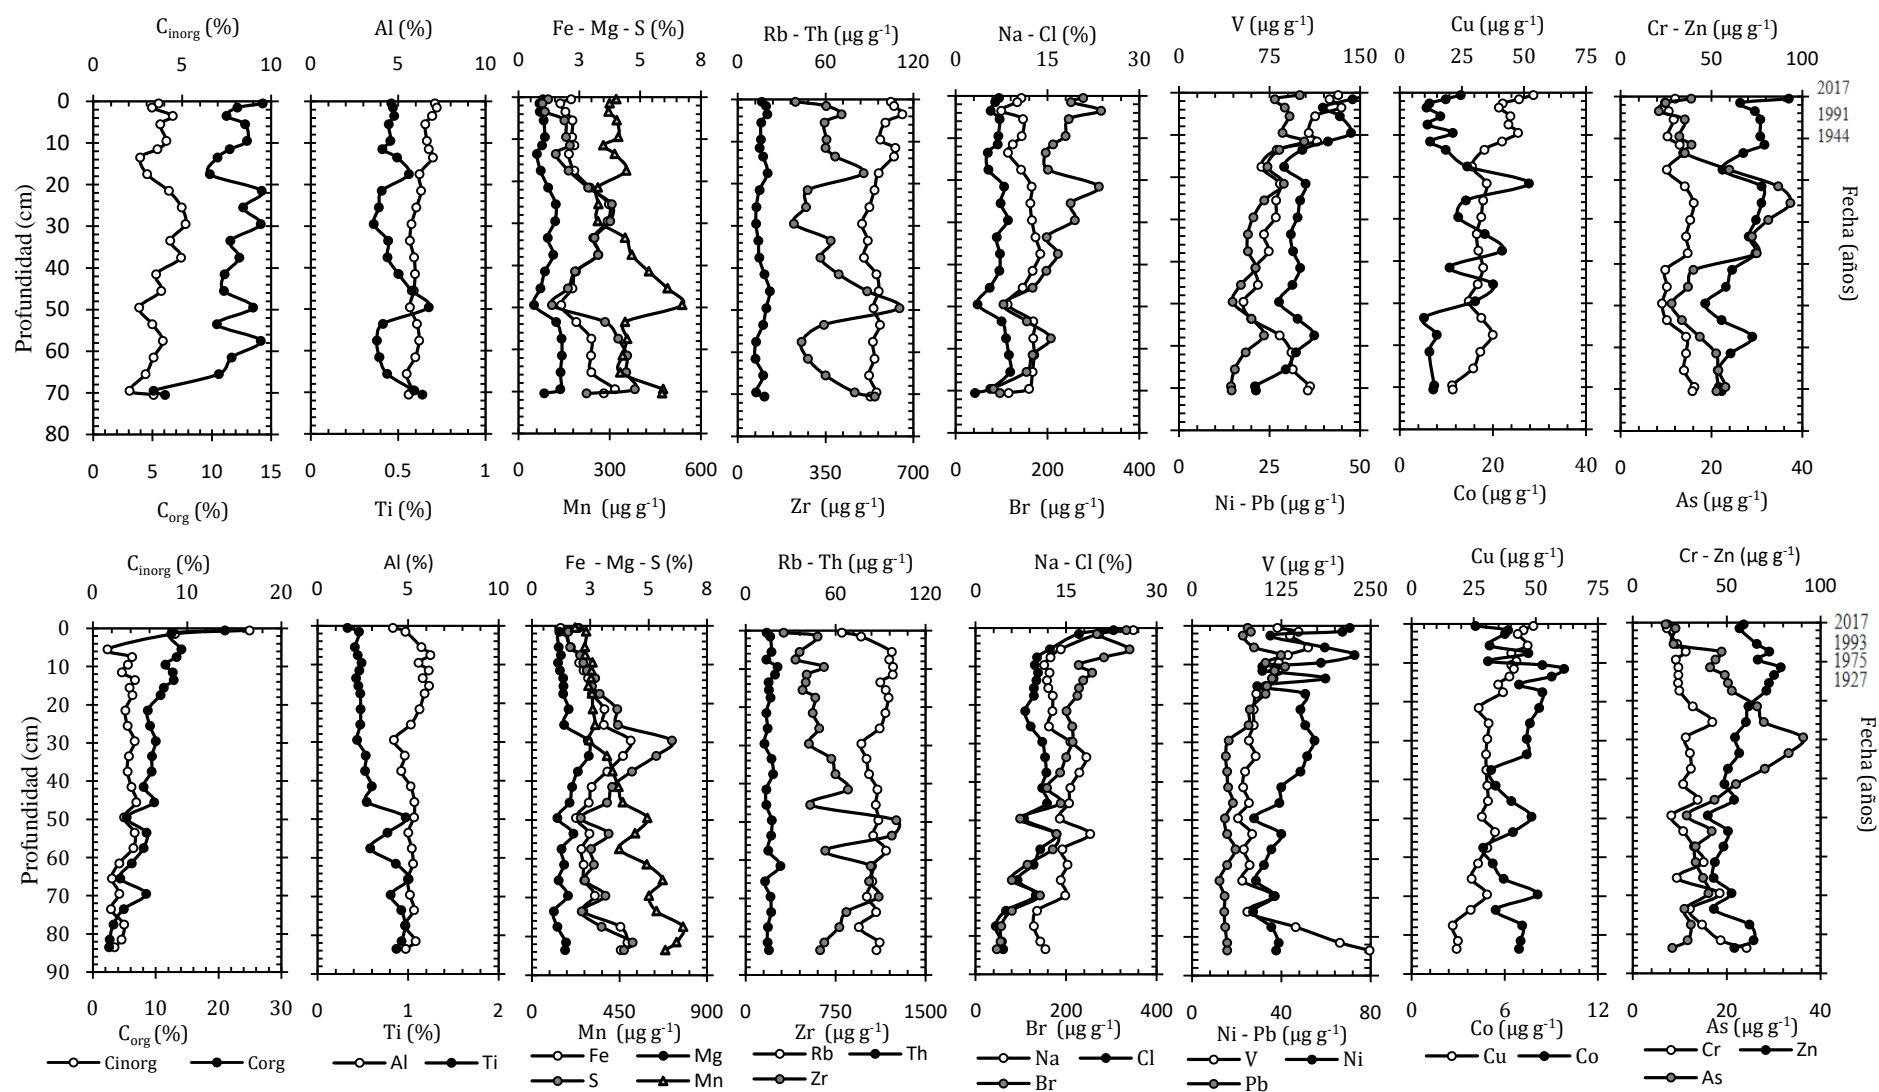 C_inorg (%) Al (%) Fe - Mg - S (%) Rb - Th (µg g⁻¹) Na - Cl (%) V (µg g⁻¹) Cu (µg g⁻¹) Cr - Zn (µg g⁻¹)
0 5 10 0 5 10 0 3 6 8 0 60 120 0 15 30 0 75 150 0 25 50 75 0 50 100
Profundidad (cm)
0
10
20
30
40
50
60
70
80
2017
1991
1944
Fecha (años)
0 5 10 15 0 0.5 1 0 300 600 0 350 700 0 200 400 0 25 50 0 20 40 0 20 40
C_org (%) Ti (%) Mn (µg g⁻¹) Zr (µg g⁻¹) Br (µg g⁻¹) Ni - Pb (µg g⁻¹) Co (µg g⁻¹) As (µg g⁻¹)
C_inorg (%) Al (%) Fe - Mg - S (%) Rb - Th (µg g⁻¹) Na - Cl (%) V (µg g⁻¹) Cu (µg g⁻¹) Cr - Zn (µg g⁻¹)
0 10 20 0 5 10 0 3 5 8 0 60 120 0 15 30 0 125 250 0 25 50 75 0 50 100
Profundidad (cm)
0
10
20
30
40
50
60
70
80
90
2017
1993
1975
1927
Fecha (años)
0 10 20 30 0 1 2 0 450 900 0 750 1500 0 200 400 0 40 80 0 6 12 0 20 40
C_org (%) Ti (%) Mn (µg g⁻¹) Zr (µg g⁻¹) Br (µg g⁻¹) Ni - Pb (µg g⁻¹) Co (µg g⁻¹) As (µg g⁻¹)
Cinorg Corg Al Ti Fe Mg Rb Th Na Cl V Ni Cu Co Cr Zn
S Mn Zr Br Pb As